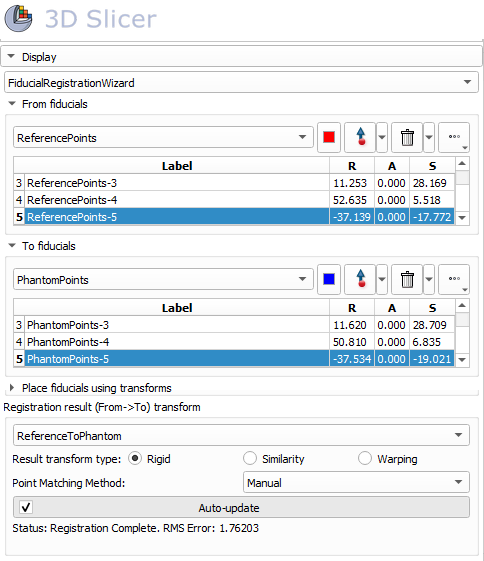 3D Slicer
Display
FiducialRegistrationWizard
From fiducials
ReferencePoints
Label R A S
3 ReferencePoints-3 11.253 0.000 28.169
4 ReferencePoints-4 52.635 0.000 5.518
5 ReferencePoints-5 -37.139 0.000 -17.772
To fiducials
PhantomPoints
Label R A S
3 PhantomPoints-3 11.620 0.000 28.709
4 PhantomPoints-4 50.810 0.000 6.835
5 PhantomPoints-5 -37.534 0.000 -19.021
Place fiducials using transforms
Registration result (From->To) transform
ReferenceToPhantom
Result transform type: Rigid Similarity Warping
Point Matching Method: Manual
Auto-update
Status: Registration Complete. RMS Error: 1.76203